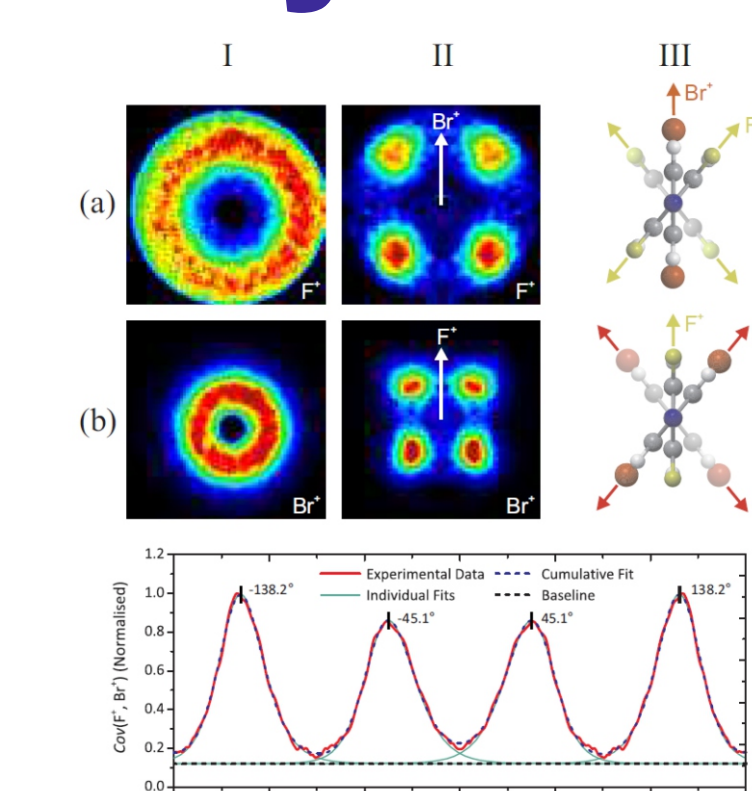 I II III
Br⁺
(a)
F⁺
Br⁺
F⁺
F
(b)
Br⁺
F⁺
Br⁺
F⁺
1.2
1.0
0.8
0.6
0.4
0.2
0.0
Cov(F⁺, Br⁺) (Normalised)
Experimental Data
Cumulative Fit
Individual Fits
Baseline
-138.2°
-45.1°
45.1°
138.2°